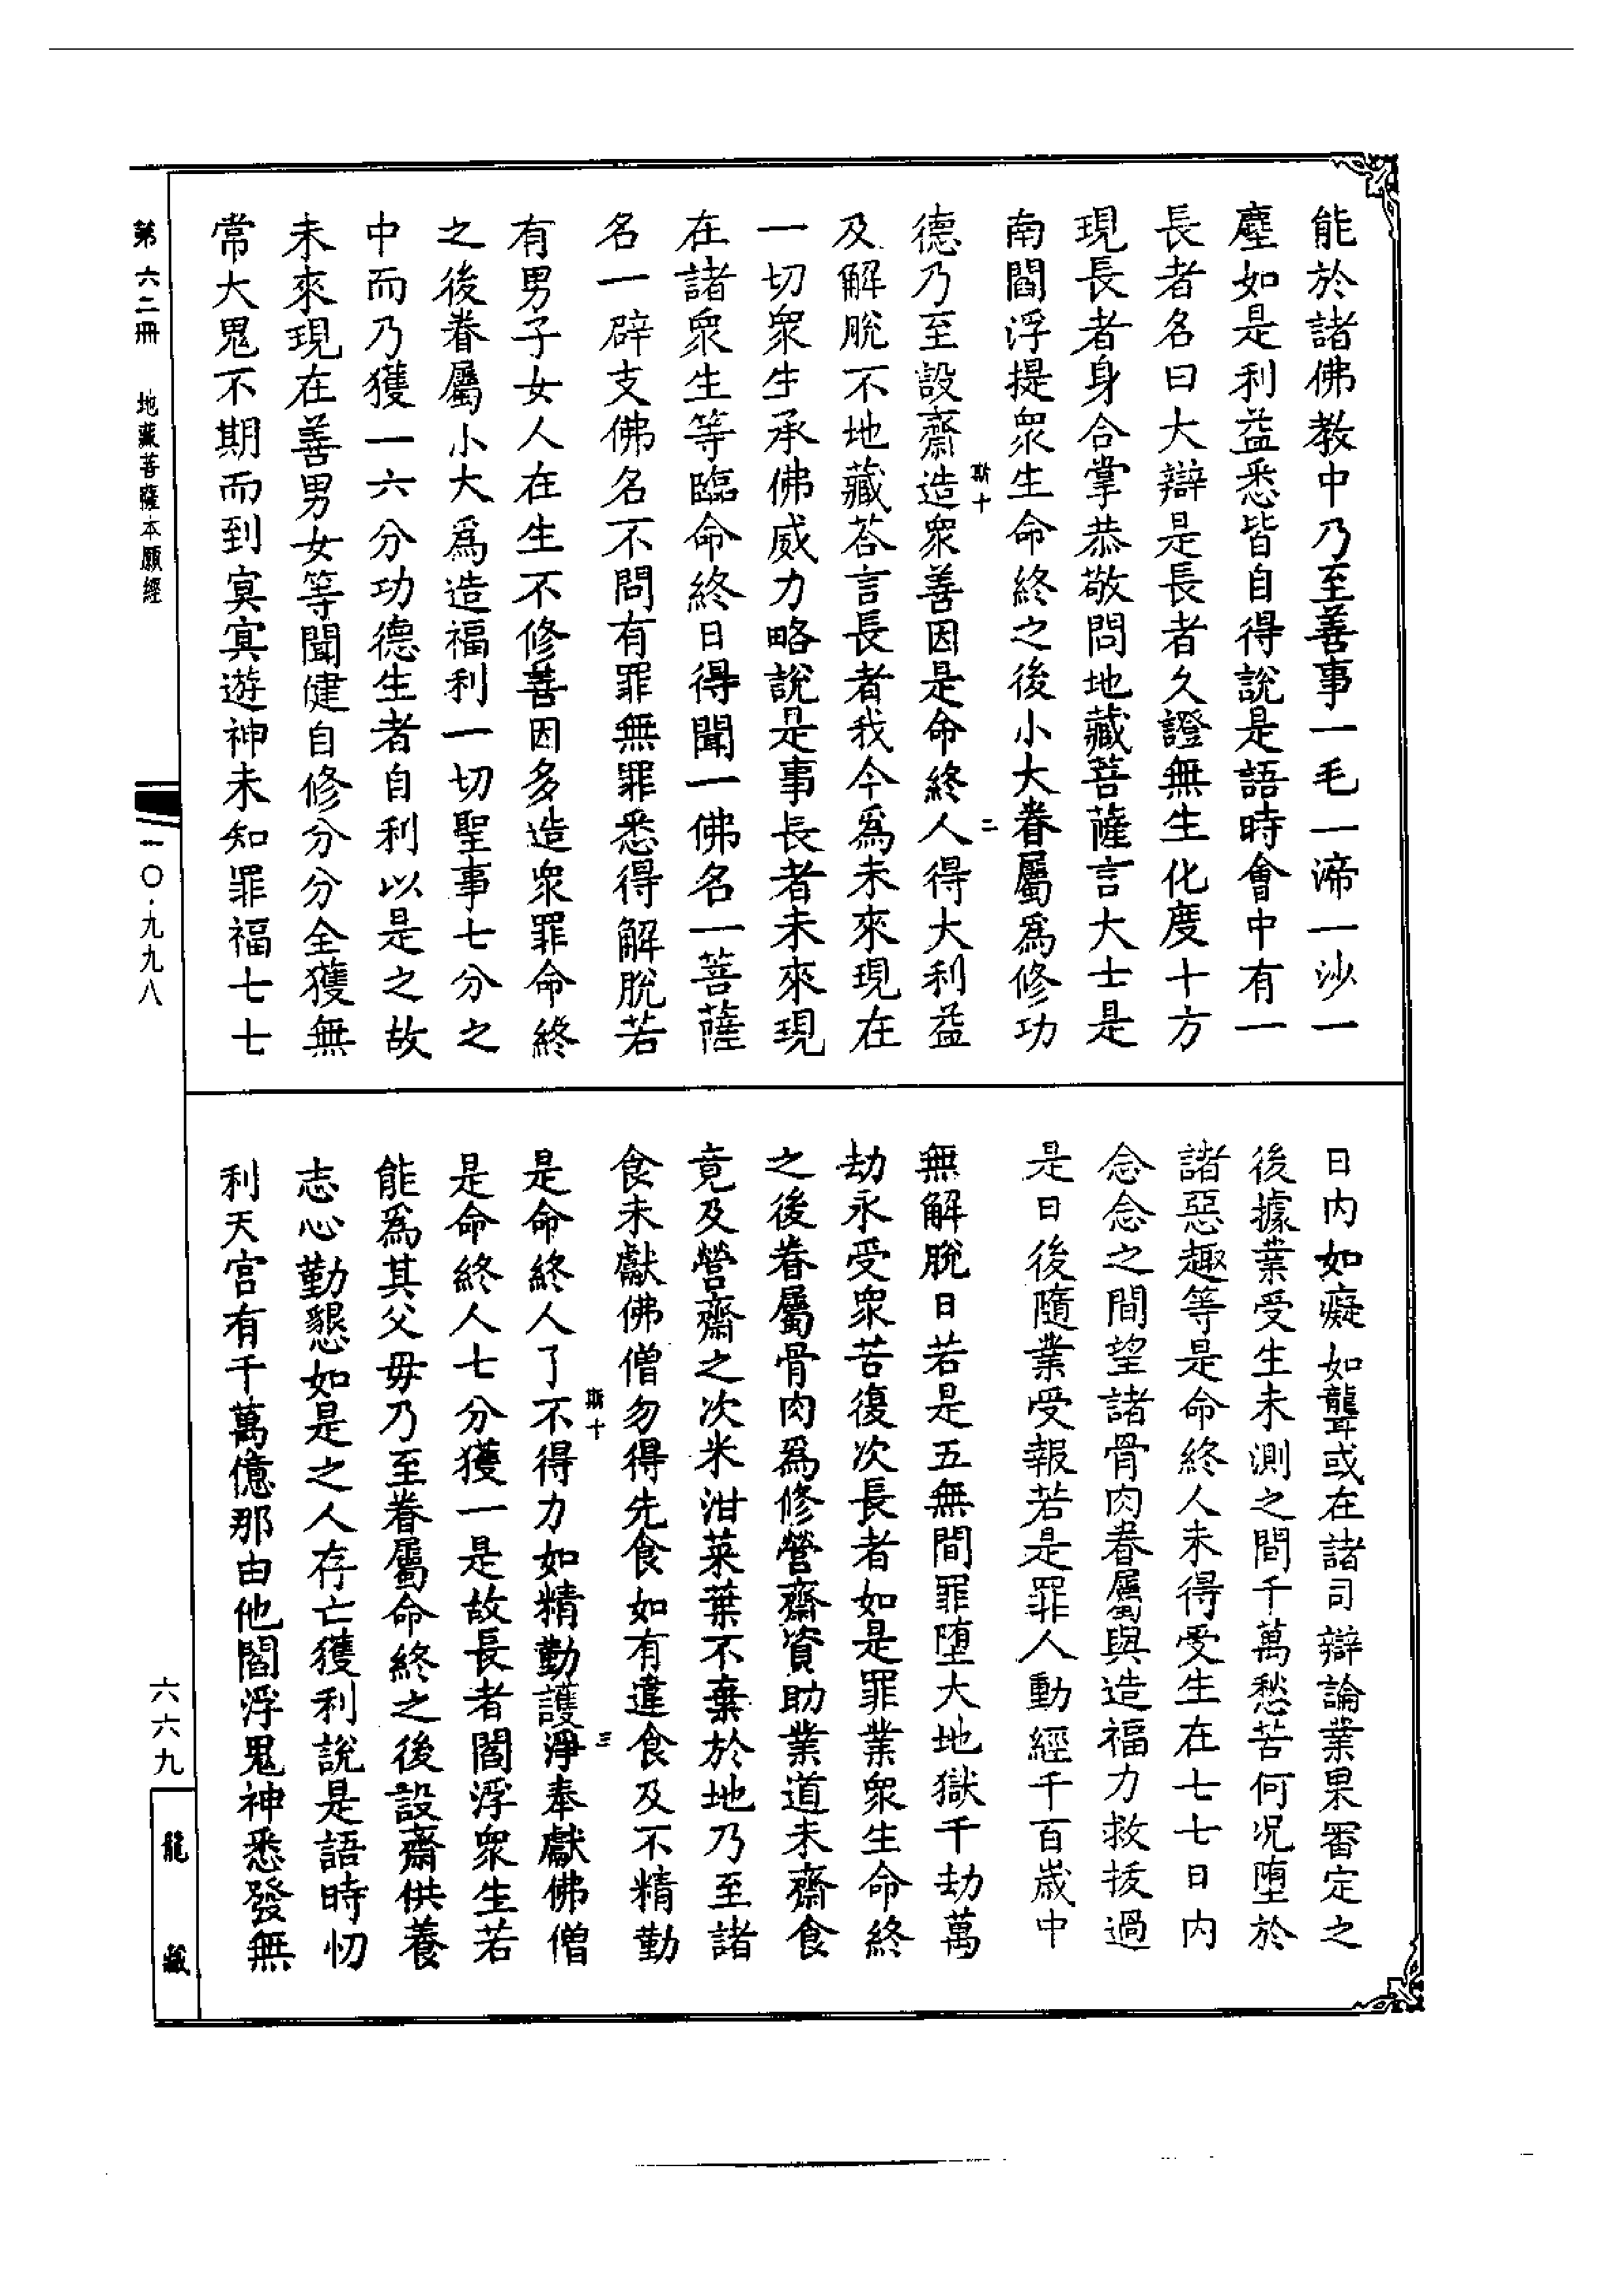 能於諸佛教中乃至善事一毛一渧一沙一
塵如是利益悉皆自得說是語時會中有一
長者名曰大辯是長者久證無生化度十方
現長者身合掌恭敬問地藏菩薩言大士是
南閻浮提衆生命終之後小大眷屬爲修功
斯十
二
德乃至設齋造衆善因是命終人得大利益
及解脫不地藏荅言長者我今爲未來現在
一切衆生承佛威力略說是事長者未來現
在諸衆生等臨命終日得聞一佛名一菩薩
名一辟支佛名不問有罪無罪悉得解脫若
有男子女人在生不修善因多造衆罪命終
之後眷屬小大爲造福利一切聖事七分之
中而乃獲一六分功德生者自利以是之故
未來現在善男女等聞健自修分分全獲無
常大鬼不期而到冥冥遊神未知罪福七七
日內如癡如聾或在諸司辯論業果審定之
後據業受生未測之間千萬愁苦何況墮於
諸惡趣等是命終人未得受生在七七日內
念念之間望諸骨肉眷屬與造福力救拔過
是日後隨業受報若是罪人動經千百歲中
無解脫日若是五無間罪墮大地獄千劫萬
劫永受衆苦復次長者如是罪業衆生命終
之後眷屬骨肉爲修營齋資助業道未齋食
竟及營齋之次米泔菜葉不棄於地乃至諸
食未獻佛僧勿得先食如有違食及不精勤
斯十
三
是命終人了不得力如精勤護淨奉獻佛僧
是命終人七分獲一是故長者閻浮衆生若
能爲其父母乃至眷屬命終之後設齋供養
志心勤懇如是之人存亡獲利說是語時忉
利天宮有千萬億那由他閻浮鬼神悉發無
第六二冊　地藏菩薩本願經
一〇·九九八
六六九
龍藏